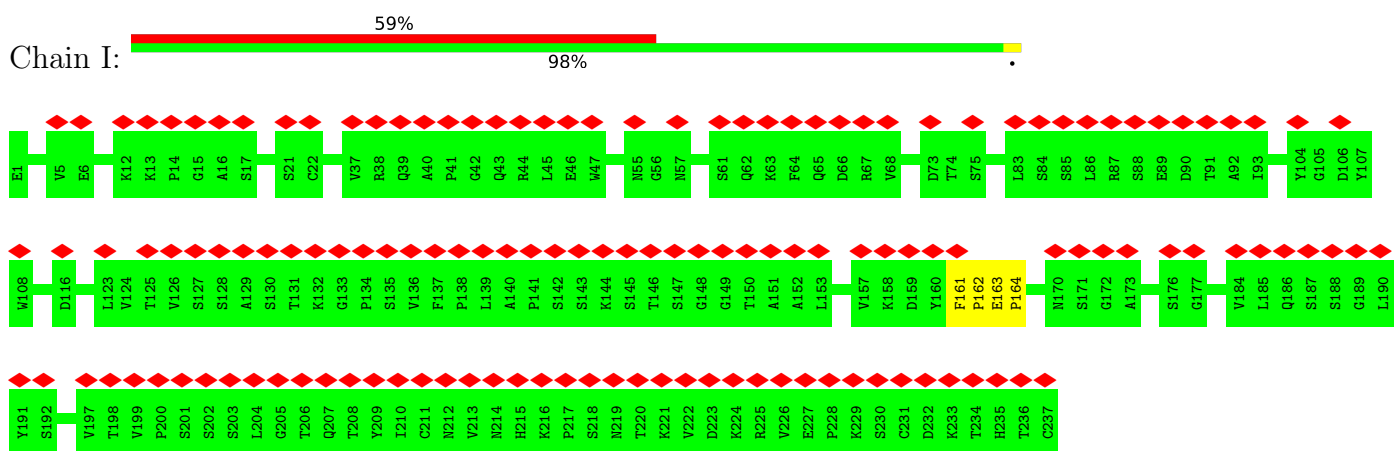 59%
Chain I:
98%
.
E1 V5 E6 K12 K13 P14 G15 A16 S17 S21 C22 V37 R38 Q39 A40 P41 G42 Q43 R44 L45 E46 W47 N55 G56 N57 S61 Q62 K63 F64 Q65 D66 R67 V68 D73 T74 S75 L83 S84 S85 L86 R87 S88 E89 D90 T91 A92 I93 Y104 G105 D106 Y107
W108 D116 L123 V124 T125 V126 S127 S128 A129 S130 T131 K132 G133 P134 S135 V136 F137 P138 L139 A140 P141 S142 S143 K144 S145 T146 S147 G148 G149 T150 A151 A152 L153 V157 K158 D159 Y160 F161 P162 E163 P164 N170 S171 G172 A173 S176 G177 V184 L185 Q186 S187 S188 G189 L190
Y191 S192 V197 T198 V199 P200 S201 S202 S203 L204 G205 T206 Q207 T208 Y209 I210 C211 N212 V213 N214 H215 K216 P217 S218 N219 T220 K221 V222 D223 K224 R225 V226 E227 P228 K229 S230 C231 D232 K233 T234 H235 T236 C237